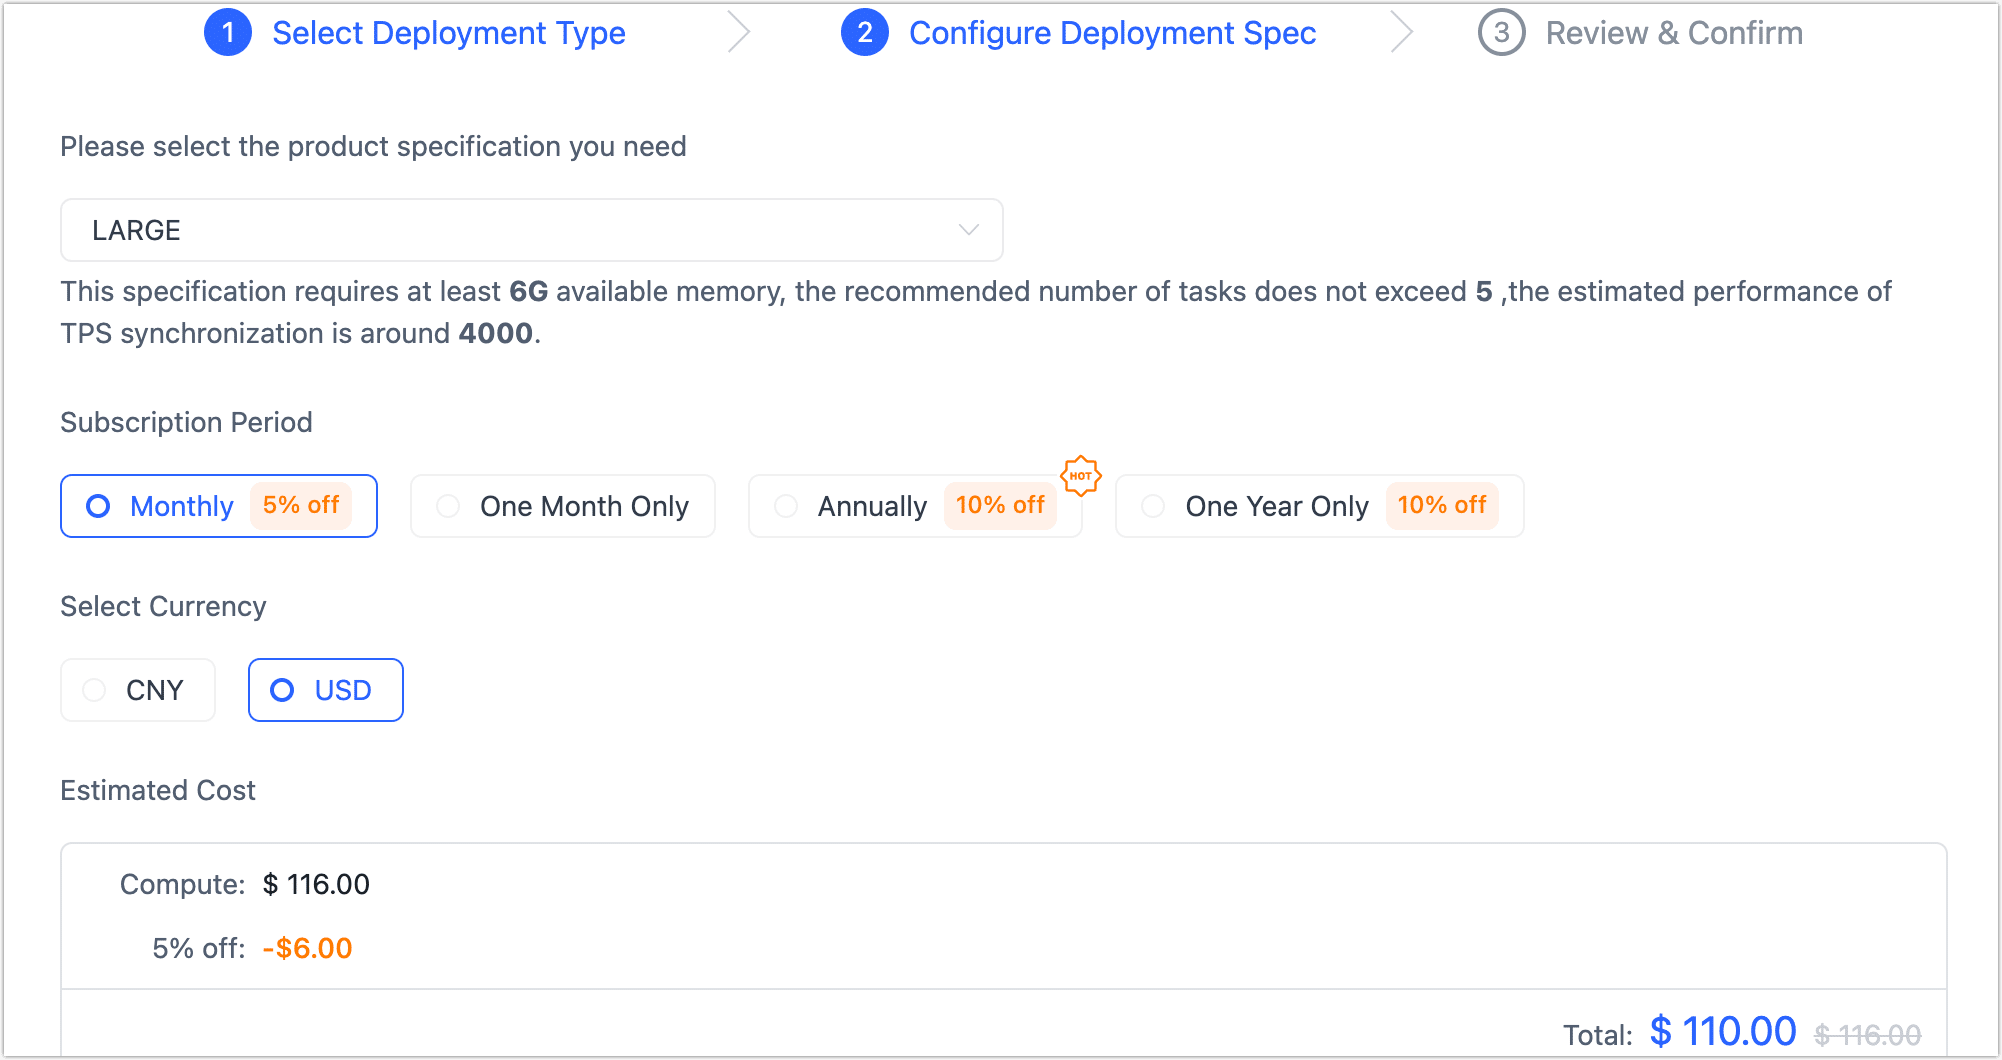 1 Select Deployment Type
2 Configure Deployment Spec
3 Review & Confirm
Please select the product specification you need
LARGE
This specification requires at least 6G available memory, the recommended number of tasks does not exceed 5 ,the estimated performance of
TPS synchronization is around 4000.
Subscription Period
Monthly 5% off
One Month Only
Annually 10% off
HOT
One Year Only 10% off
Select Currency
CNY
USD
Estimated Cost
Compute: $ 116.00
5% off: -$6.00
Total: $ 110.00 $ 116.00